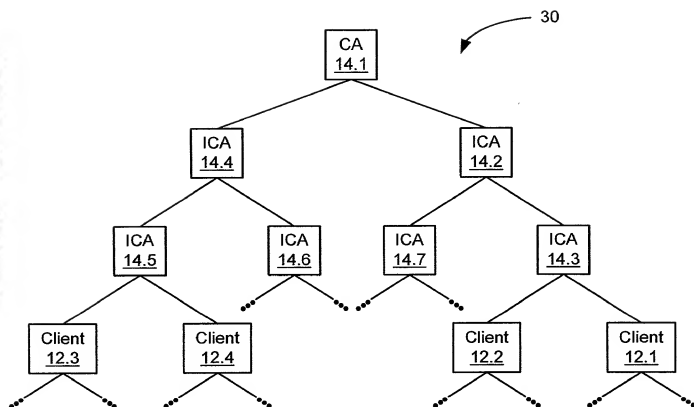 30
CA
14.1
ICA
14.4
ICA
14.2
ICA
14.5
ICA
14.6
ICA
14.7
ICA
14.3
Client
12.3
Client
12.4
Client
12.2
Client
12.1